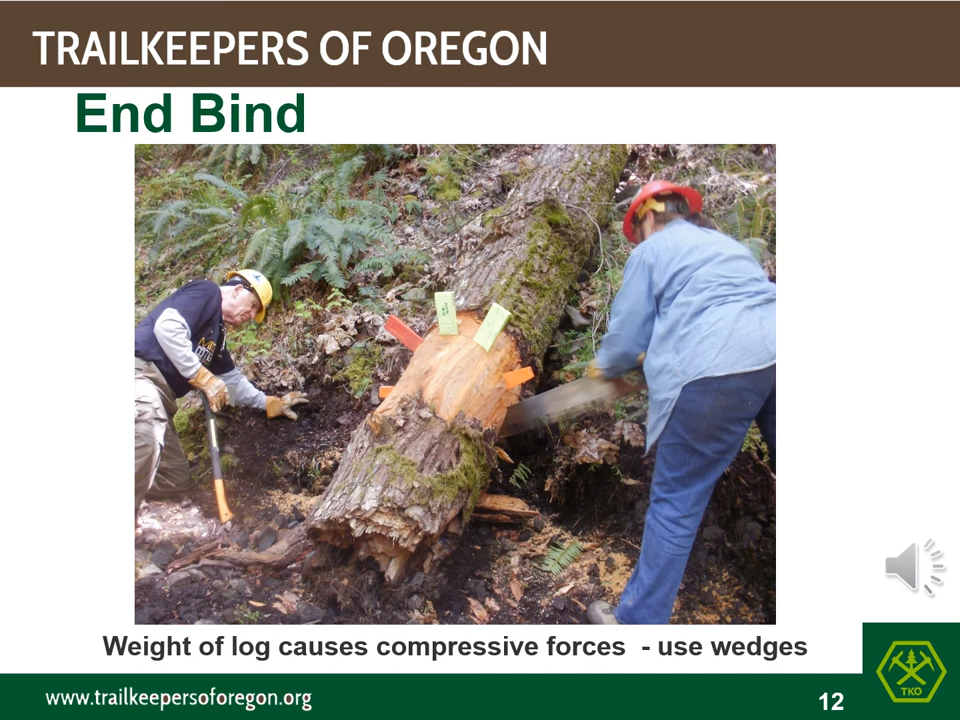 TRAILKEEPERS OF OREGON
End Bind
Weight of log causes compressive forces - use wedges
www.trailkeepersoforegon.org
12
TKO